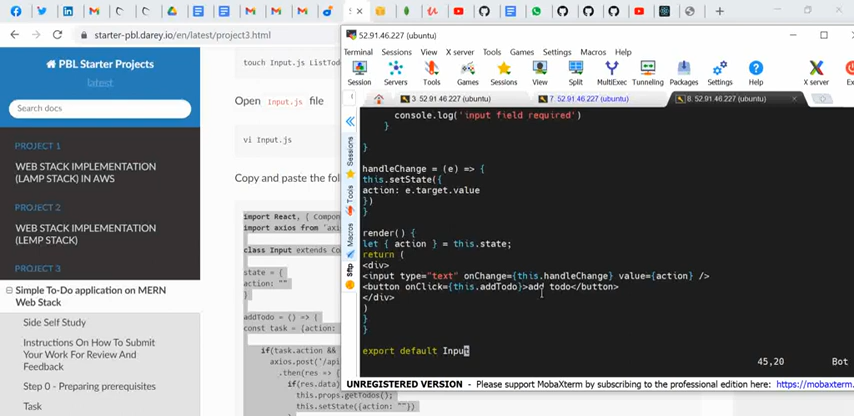 starter-pbl.darey.io/en/latest/project3.html
PBL Starter Projects
latest
Search docs
PROJECT 1
WEB STACK IMPLEMENTATION
(LAMP STACK) IN AWS
PROJECT 2
WEB STACK IMPLEMENTATION
(LEMP STACK)
PROJECT 3
Simple To-Do application on MERN
Web Stack
Side Self Study
Instructions On How To Submit
Your Work For Review And
Feedback
Step 0 - Preparing prerequisites
Task
touch Input.js ListTod
Open Input.js file
vi Input.js
Copy and paste the fol
import React, { Compon
import axios from 'axi
class Input extends Co
state = {
action: ""
}
addTodo = () => {
const task = {action:
if(task.action &&
axios.post('/api
.then(res => {
if(res.data)
this.props.getTodos();
this.setState({action: ""})
52.91.46.227 (ubuntu)
Terminal Sessions View X server Tools Games Settings Macros Help
Session Servers Tools Games Sessions View Split MultiExec Tunneling Packages Settings Help X server Ex
3. 52.91.46.227 (ubuntu) 7. 52.91.46.227 (ubuntu) 8. 52.91.46.227 (ubuntu)
Sessions
Tools
Macros
Sftp
console.log('input field required')
}
}
handleChange = (e) => {
this.setState({
action: e.target.value
})
}
render() {
let { action } = this.state;
return (
<div>
<input type="text" onChange={this.handleChange} value={action} />
<button onClick={this.addTodo}>add todo</button>
</div>
)
}
}
export default Input
45,20 Bot
UNREGISTERED VERSION - Please support MobaXterm by subscribing to the professional edition here: https://mobaxterm.